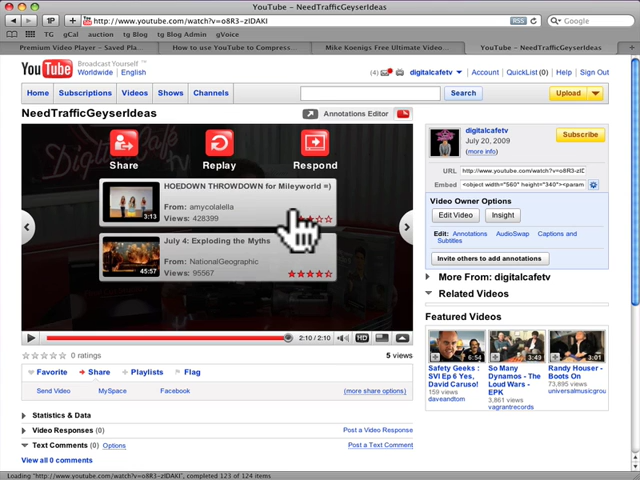 YouTube - NeedTrafficGeyserIdeas
http://www.youtube.com/watch?v=o8R3-zIDAKI
RSS
Google
TG gCal auction tg Blog tg Blog Admin gVoice
Premium Video Player – Saved Pla...
How to use YouTube to Compress...
Mike Koenigs Free Ultimate Video...
YouTube - NeedTrafficGeyserIdeas
YouTube
Broadcast Yourself ™
Worldwide | English
(4) digitalcafetv | Account | QuickList (0) | Help | Sign Out
Home Subscriptions Videos Shows Channels
Search
Upload
NeedTrafficGeyserIdeas
Annotations Editor
Share Replay Respond
HOEDOWN THROWDOWN for Mileyworld =)
From: amycolalella
Views: 428399
3:13
July 4: Exploding the Myths
From: NationalGeographic
Views: 95567
45:57
2:10 / 2:10
HD
0 ratings
5 views
Favorite Share Playlists Flag
Send Video MySpace Facebook (more share options)
Statistics & Data
Video Responses (0) Post a Video Response
Text Comments (0) Options Post a Text Comment
View all 0 comments
digitalcafetv
July 20, 2009
(more info)
Subscribe
URL http://www.youtube.com/watch?v=o8R3-zIDA
Embed <object width="560" height="340"><param
Video Owner Options
Edit Video Insight
Edit: Annotations AudioSwap Captions and
Subtitles
Invite others to add annotations
More From: digitalcafetv
Related Videos
Featured Videos
6:54
3:49
3:01
Safety Geeks :
SVI Ep 6 Yes,
David Caruso!
159 views
daveandtom
So Many
Dynamos - The
Loud Wars -
EPK
3,861 views
vagrantrecords
Randy Houser -
Boots On
73,895 views
universalmusicgrou
Loading "http://www.youtube.com/watch?v=o8R3-zIDAKI", completed 123 of 124 items